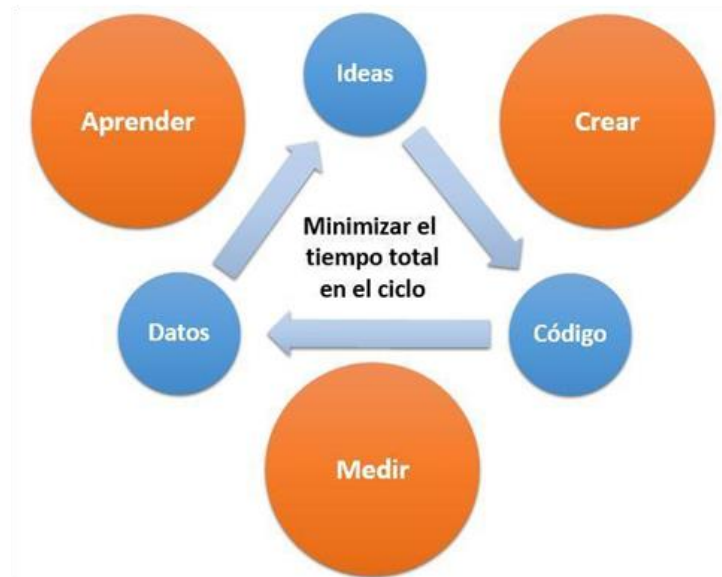 Ideas
Aprender
Crear
Minimizar el
tiempo total
en el ciclo
Datos
Código
Medir